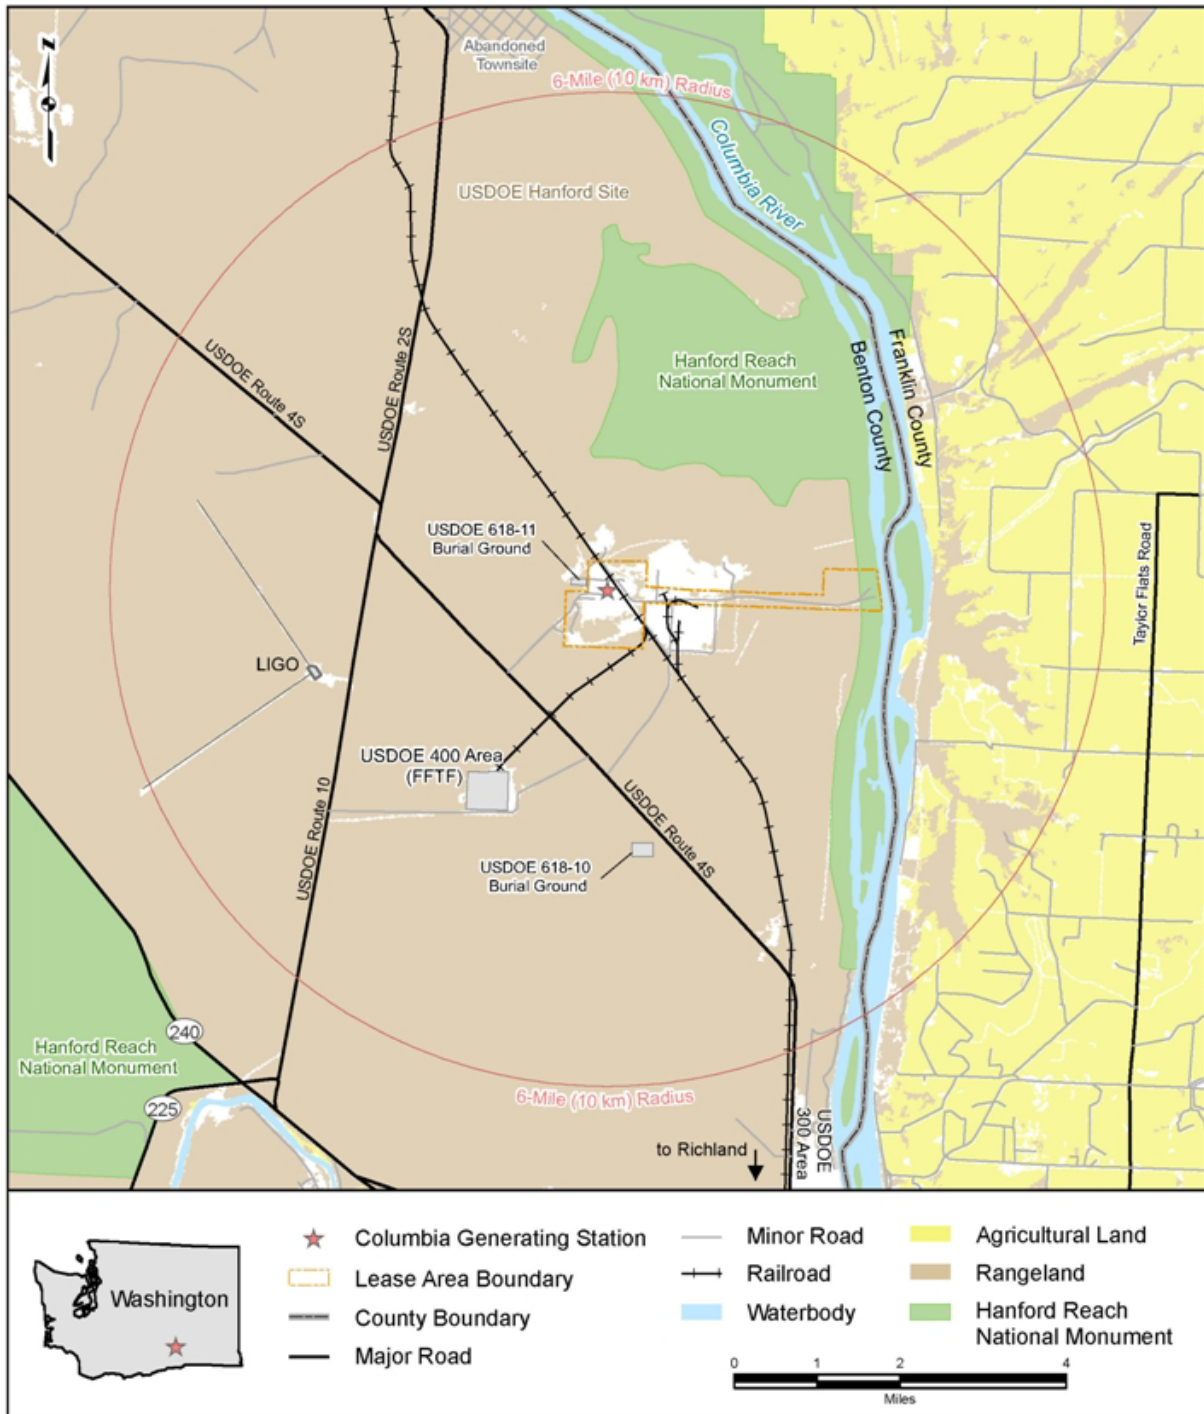 N
Abandoned
Townsite
6-Mile (10 km) Radius
Columbia River
USDOE Hanford Site
Hanford Reach
National Monument
Franklin County
Benton County
USDOE Route 4S
USDOE Route 2S
USDOE 618-11
Burial Ground
Taylor Flats Road
LIGO
USDOE 400 Area
(FFTF)
USDOE Route 10
USDOE Route 4S
USDOE 618-10
Burial Ground
240
Hanford Reach
National Monument
225
6-Mile (10 km) Radius
to Richland
USDOE
300 Area
Washington
Columbia Generating Station
Lease Area Boundary
County Boundary
Major Road
Minor Road
Railroad
Waterbody
Agricultural Land
Rangeland
Hanford Reach
National Monument
0 1 2 4
Miles